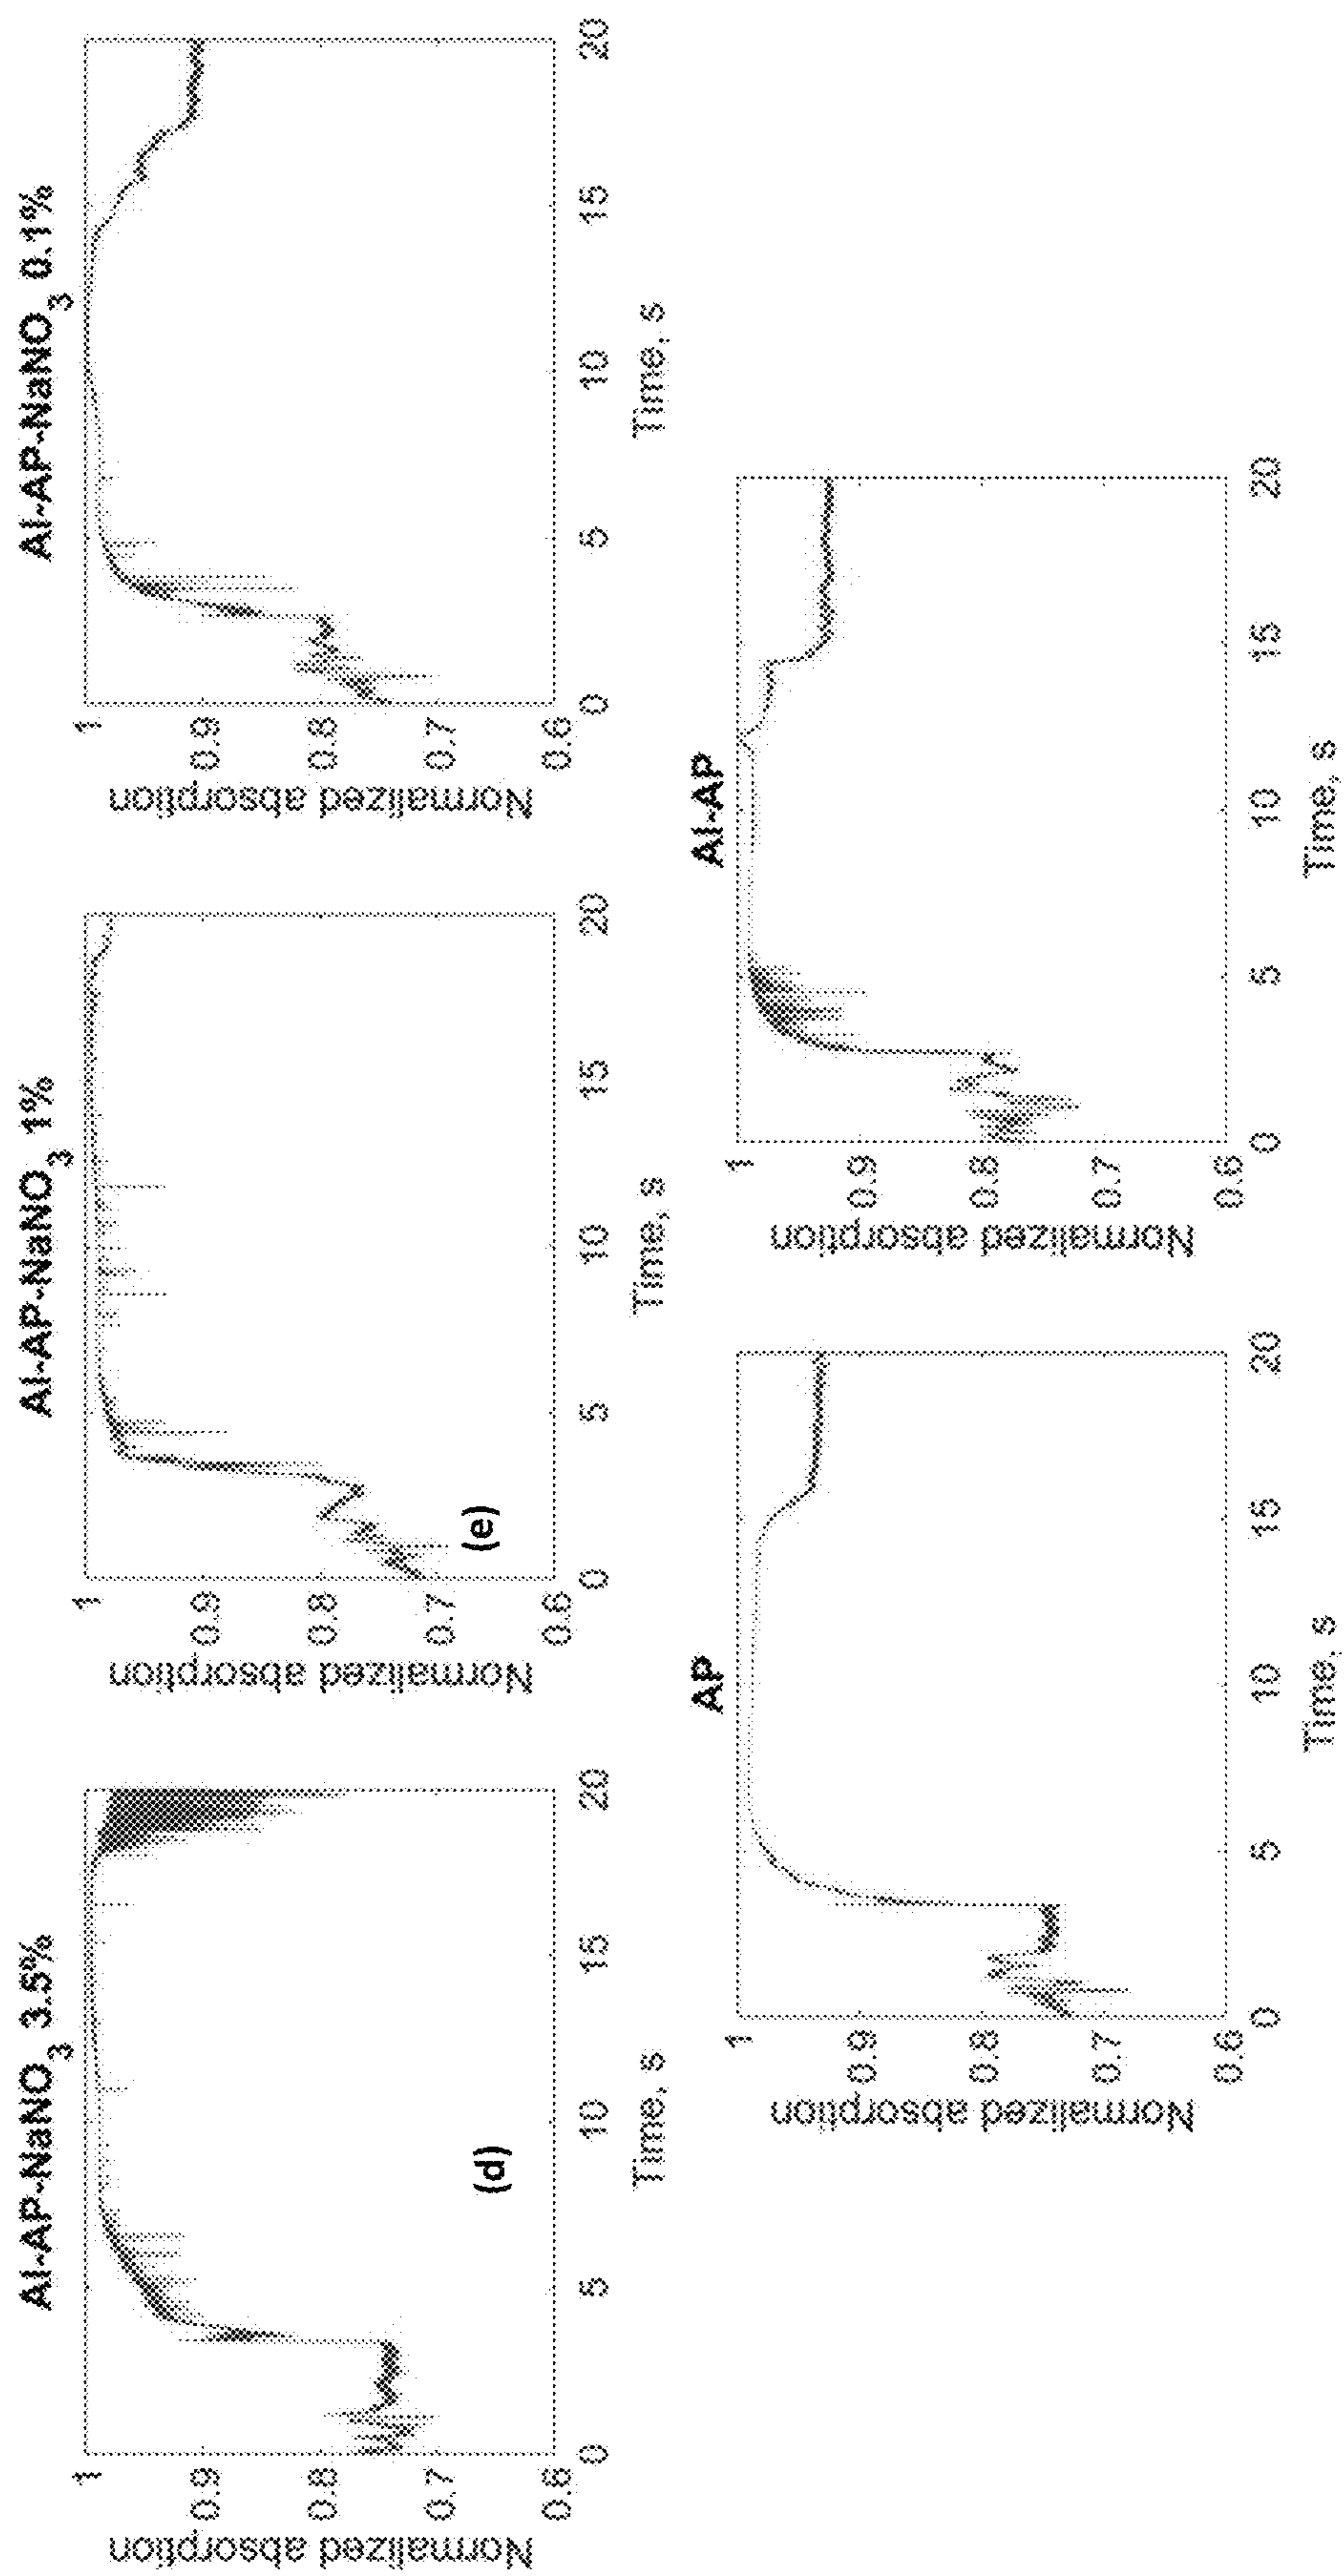 Al-AP-NaNO3 3.5%
Normalized absorption
1
0.9
0.8
0.7
0.6
(d)
0 5 10 15 20
Time, s
Al-AP-NaNO3 1%
Normalized absorption
1
0.9
0.8
0.7
0.6
(e)
0 5 10 15 20
Time, s
Al-AP-NaNO3 0.1%
Normalized absorption
1
0.9
0.8
0.7
0.6
0 5 10 15 20
Time, s
AP
Normalized absorption
1
0.9
0.8
0.7
0.6
0 5 10 15 20
Time, s
Al-AP
Normalized absorption
1
0.9
0.8
0.7
0.6
0 5 10 15 20
Time, s